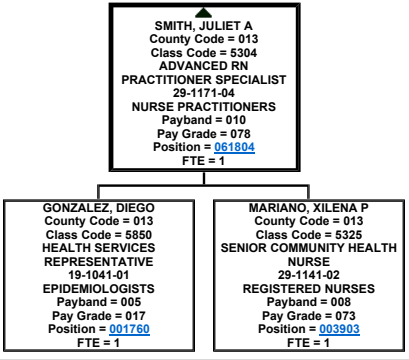 SMITH, JULIET A
County Code = 013
Class Code = 5304
ADVANCED RN
PRACTITIONER SPECIALIST
29-1171-04
NURSE PRACTITIONERS
Payband = 010
Pay Grade = 078
Position = 061804
FTE = 1
GONZALEZ, DIEGO
County Code = 013
Class Code = 5850
HEALTH SERVICES
REPRESENTATIVE
19-1041-01
EPIDEMIOLOGISTS
Payband = 005
Pay Grade = 017
Position = 001760
FTE = 1
MARIANO, XILENA P
County Code = 013
Class Code = 5325
SENIOR COMMUNITY HEALTH
NURSE
29-1141-02
REGISTERED NURSES
Payband = 008
Pay Grade = 073
Position = 003903
FTE = 1